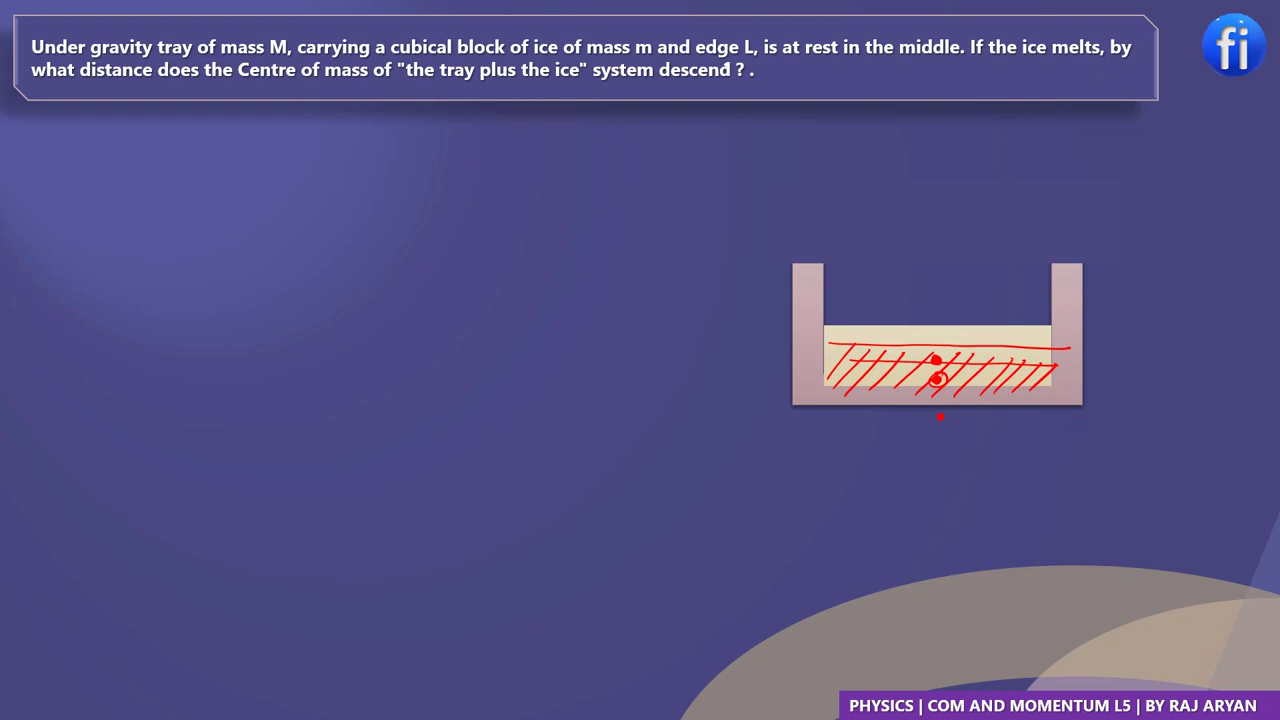 Under gravity tray of mass M, carrying a cubical block of ice of mass m and edge L, is at rest in the middle. If the ice melts, by
what distance does the Centre of mass of "the tray plus the ice" system descend ? .
fi
PHYSICS | COM AND MOMENTUM L5 | BY RAJ ARYAN